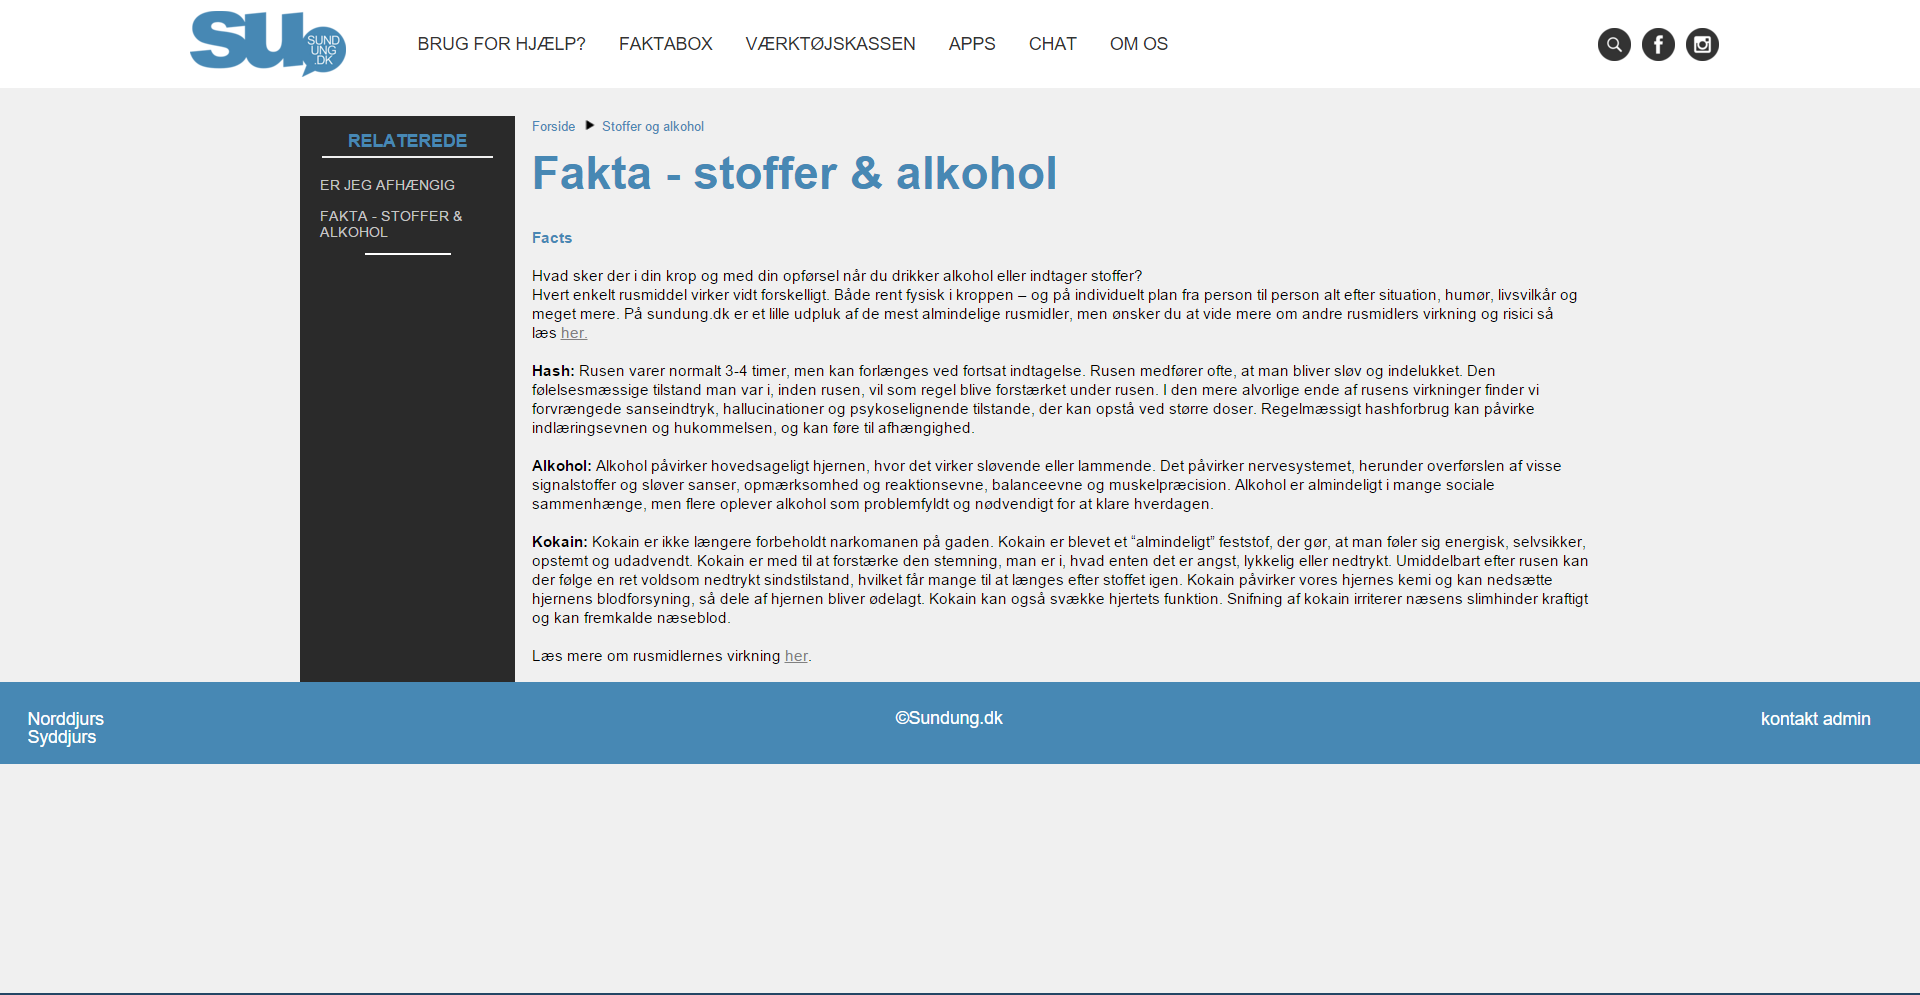 SU SUND UNG .DK
BRUG FOR HJÆLP? FAKTABOX VÆRKTØJSKASSEN APPS CHAT OM OS
RELATEREDE
ER JEG AFHÆNGIG
FAKTA - STOFFER &
ALKOHOL
Forside Stoffer og alkohol
Fakta - stoffer & alkohol
Facts
Hvad sker der i din krop og med din opførsel når du drikker alkohol eller indtager stoffer?
Hvert enkelt rusmiddel virker vidt forskelligt. Både rent fysisk i kroppen – og på individuelt plan fra person til person alt efter situation, humør, livsvilkår og
meget mere. På sundung.dk er et lille udpluk af de mest almindelige rusmidler, men ønsker du at vide mere om andre rusmidlers virkning og risici så
læs her.
Hash: Rusen varer normalt 3-4 timer, men kan forlænges ved fortsat indtagelse. Rusen medfører ofte, at man bliver sløv og indelukket. Den
følelsesmæssige tilstand man var i, inden rusen, vil som regel blive forstærket under rusen. I den mere alvorlige ende af rusens virkninger finder vi
forvrængede sanseindtryk, hallucinationer og psykoselignende tilstande, der kan opstå ved større doser. Regelmæssigt hashforbrug kan påvirke
indlæringsevnen og hukommelsen, og kan føre til afhængighed.
Alkohol: Alkohol påvirker hovedsageligt hjernen, hvor det virker sløvende eller lammende. Det påvirker nervesystemet, herunder overførslen af visse
signalstoffer og sløver sanser, opmærksomhed og reaktionsevne, balanceevne og muskelpræcision. Alkohol er almindeligt i mange sociale
sammenhænge, men flere oplever alkohol som problemfyldt og nødvendigt for at klare hverdagen.
Kokain: Kokain er ikke længere forbeholdt narkomanen på gaden. Kokain er blevet et “almindeligt” feststof, der gør, at man føler sig energisk, selvsikker,
opstemt og udadvendt. Kokain er med til at forstærke den stemning, man er i, hvad enten det er angst, lykkelig eller nedtrykt. Umiddelbart efter rusen kan
der følge en ret voldsom nedtrykt sindstilstand, hvilket får mange til at længes efter stoffet igen. Kokain påvirker vores hjernes kemi og kan nedsætte
hjernens blodforsyning, så dele af hjernen bliver ødelagt. Kokain kan også svække hjertets funktion. Snifning af kokain irriterer næsens slimhinder kraftigt
og kan fremkalde næseblod.
Læs mere om rusmidlernes virkning her.
Norddjurs
Syddjurs
©Sundung.dk
kontakt admin